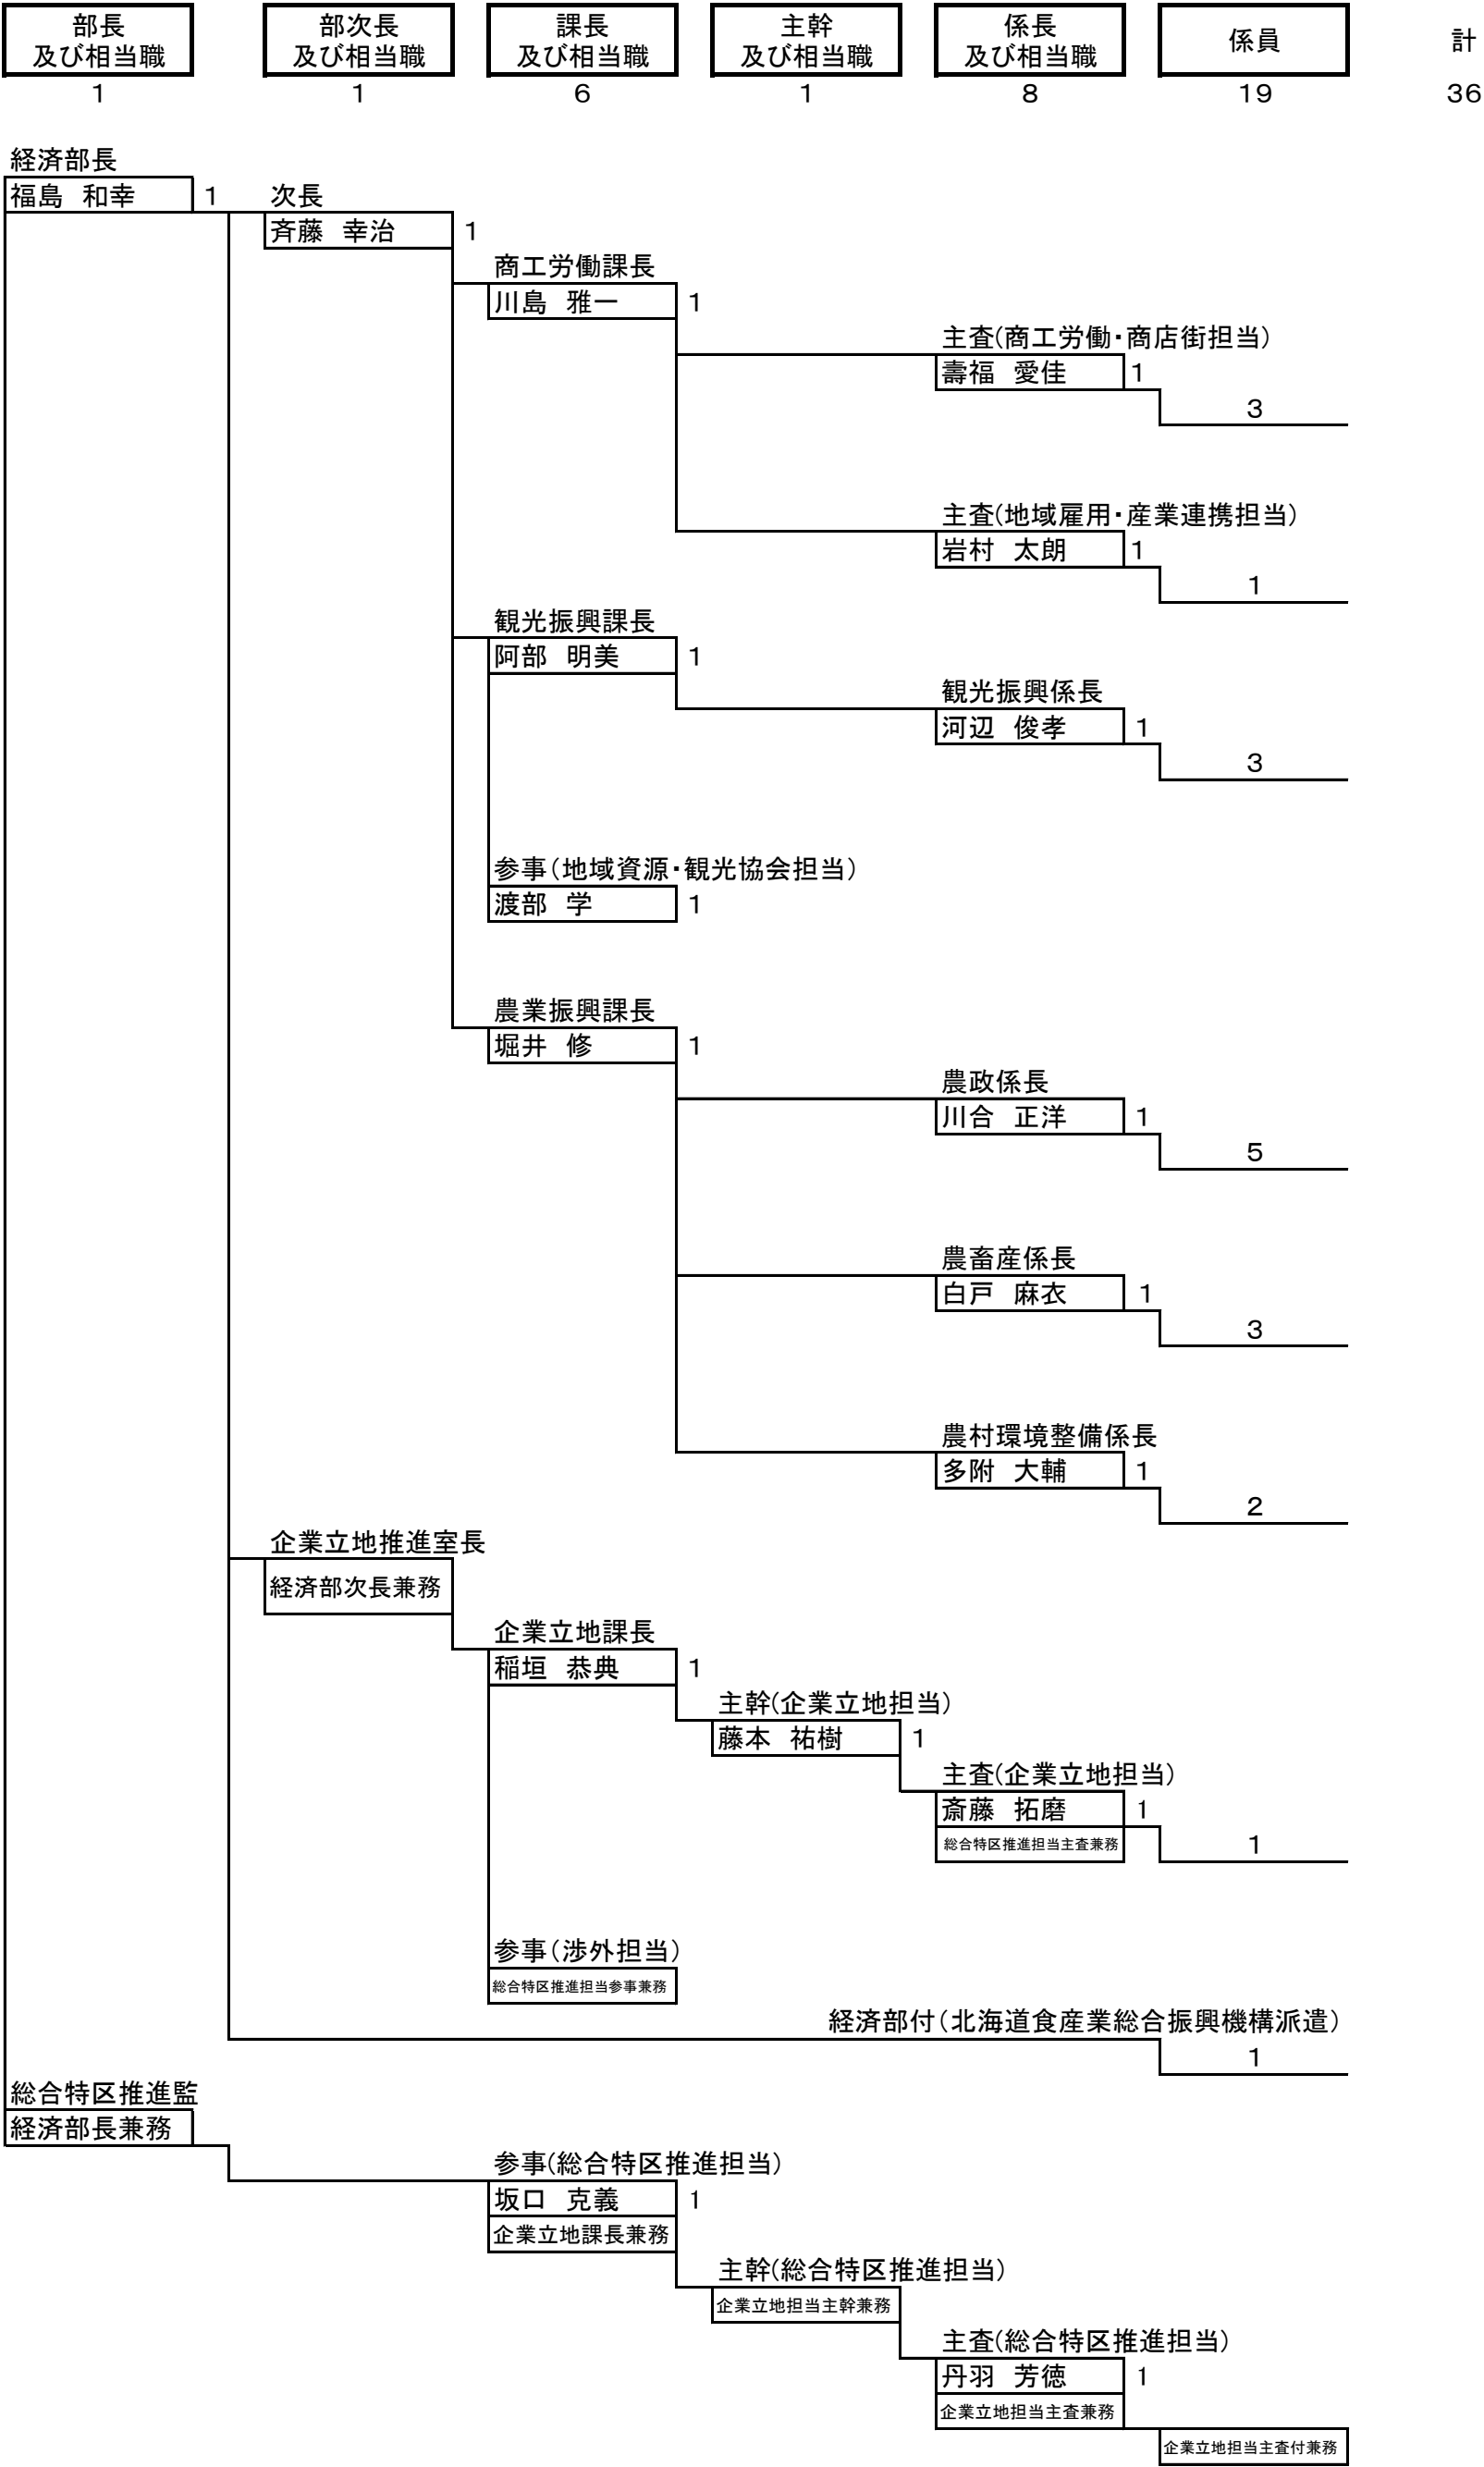 部長 部次長 課長 主幹 係長 係員 計
及び相当職 及び相当職 及び相当職 及び相当職 及び相当職
1 1 6 1 8 19 36
経済部長
福島 和幸 1 次長
斉藤 幸治 1
商工労働課長
川島 雅一 1
主査(商工労働・商店街担当)
壽福 愛佳 1
3
主査(地域雇用・産業連携担当)
岩村 太朗 1
1
観光振興課長
阿部 明美 1
観光振興係長
河辺 俊孝 1
3
参事(地域資源・観光協会担当)
渡部 学 1
農業振興課長
堀井 修 1
農政係長
川合 正洋 1
5
農畜産係長
白戸 麻衣 1
3
農村環境整備係長
多附 大輔 1
2
企業立地推進室長
経済部次長兼務
企業立地課長
稲垣 恭典 1
主幹(企業立地担当)
藤本 祐樹 1
主査(企業立地担当)
斎藤 拓磨 1
総合特区推進担当主査兼務 1
参事(渉外担当)
総合特区推進担当参事兼務
経済部付(北海道食産業総合振興機構派遣)
1
総合特区推進監
経済部長兼務
参事(総合特区推進担当)
坂口 克義 1
企業立地課長兼務
主幹(総合特区推進担当)
企業立地担当主幹兼務
主査(総合特区推進担当)
丹羽 芳徳 1
企業立地担当主査兼務
企業立地担当主査付兼務